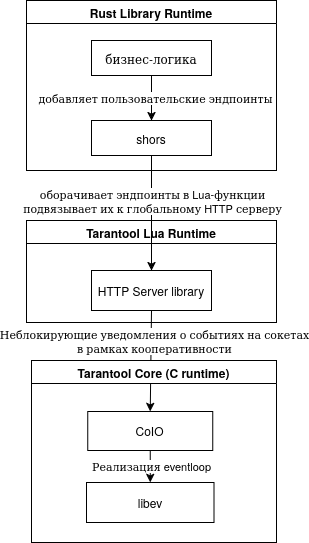 Rust Library Runtime
бизнес-логика
добавляет пользовательские эндпоинты
shors
оборачивает эндпоинты в Lua-функции
подвязывает их к глобальному HTTP серверу
Tarantool Lua Runtime
HTTP Server library
Неблокирующие уведомления о событиях на сокетах
в рамках кооперативности
Tarantool Core (C runtime)
CoIO
Реализация eventloop
libev